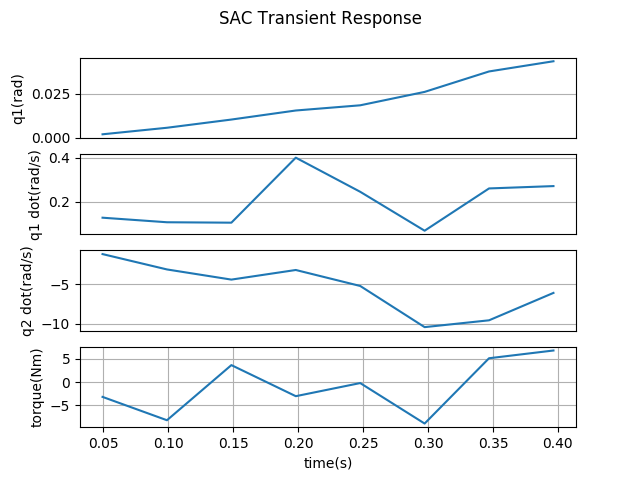 SAC Transient Response
q1(rad)
0.025
0.000
q1 dot(rad/s)
0.4
0.2
q2 dot(rad/s)
−5
−10
torque(Nm)
5
0
−5
0.05 0.10 0.15 0.20 0.25 0.30 0.35 0.40
time(s)